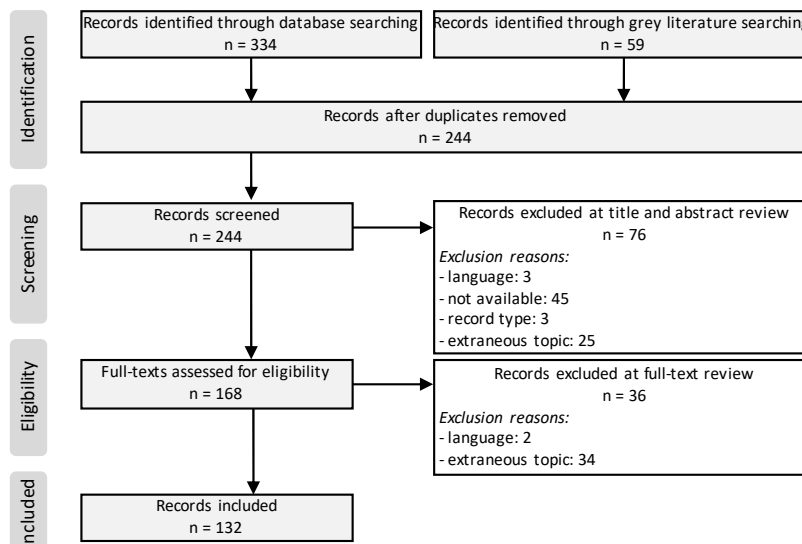 Identification
Records identified through database searching
n = 334
Records identified through grey literature searching
n = 59
Records after duplicates removed
n = 244
Screening
Records screened
n = 244
Records excluded at title and abstract review
n = 76
Exclusion reasons:
- language: 3
- not available: 45
- record type: 3
- extraneous topic: 25
Eligibility
Full-texts assessed for eligibility
n = 168
Records excluded at full-text review
n = 36
Exclusion reasons:
- language: 2
- extraneous topic: 34
Included
Records included
n = 132